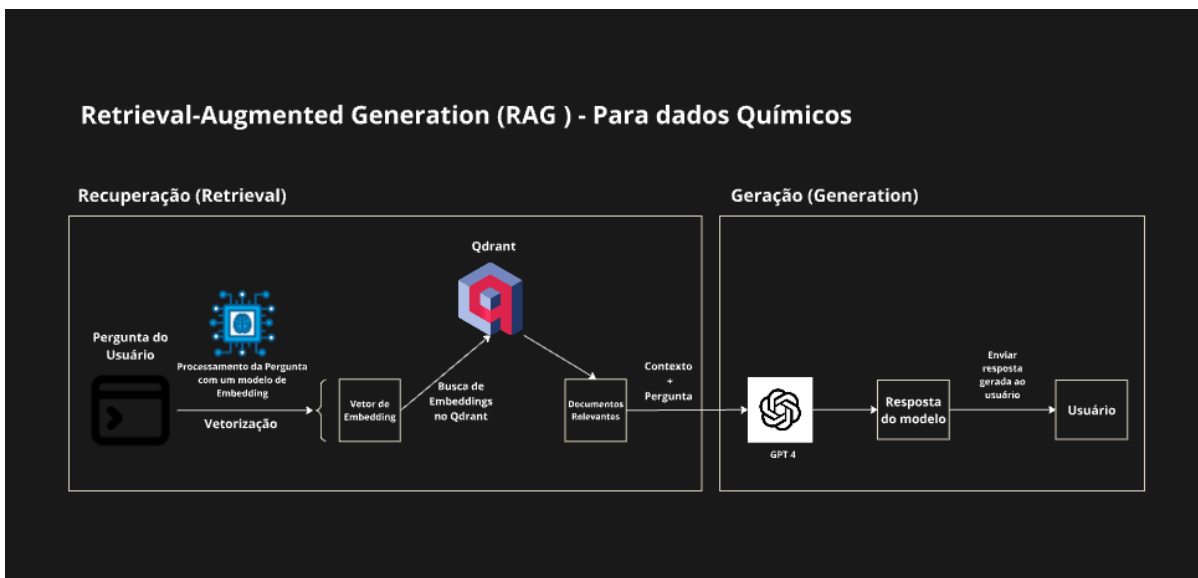 Retrieval-Augmented Generation (RAG ) - Para dados Químicos
Recuperação (Retrieval)
Geração (Generation)
Qdrant
Pergunta do
Usuário
Processamento da Pergunta
com um modelo de
Embedding
Vetorização
Vetor de
Embedding
Busca de
Embeddings
no Qdrant
Documentos
Relevantes
Contexto
+
Pergunta
GPT 4
Resposta
do modelo
Enviar
resposta
gerada ao
usuário
Usuário